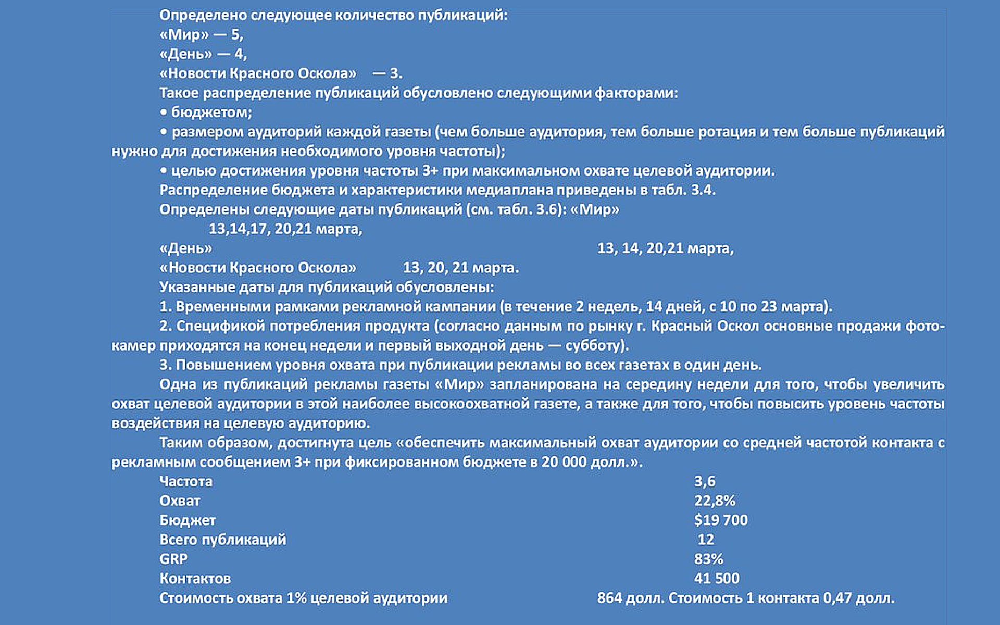 Определено следующее количество публикаций:
«Мир» — 5,
«День» — 4,
«Новости Красного Оскола» — 3.
Такое распределение публикаций обусловлено следующими факторами:
• бюджетом;
• размером аудиторий каждой газеты (чем больше аудитория, тем больше ротация и тем больше публикаций
нужно для достижения необходимого уровня частоты);
• целью достижения уровня частоты 3+ при максимальном охвате целевой аудитории.
Распределение бюджета и характеристики медиаплана приведены в табл. 3.4.
Определены следующие даты публикаций (см. табл. 3.6): «Мир»
13,14,17, 20,21 марта,
«День» 13, 14, 20,21 марта,
«Новости Красного Оскола» 13, 20, 21 марта.
Указанные даты для публикаций обусловлены:
1. Временными рамками рекламной кампании (в течение 2 недель, 14 дней, с 10 по 23 марта).
2. Спецификой потребления продукта (согласно данным по рынку г. Красный Оскол основные продажи фото-
камер приходятся на конец недели и первый выходной день — субботу).
3. Повышением уровня охвата при публикации рекламы во всех газетах в один день.
Одна из публикаций рекламы газеты «Мир» запланирована на середину недели для того, чтобы увеличить
охват целевой аудитории в этой наиболее высокоохватной газете, а также для того, чтобы повысить уровень частоты
воздействия на целевую аудиторию.
Таким образом, достигнута цель «обеспечить максимальный охват аудитории со средней частотой контакта с
рекламным сообщением 3+ при фиксированном бюджете в 20 000 долл.».
Частота 3,6
Охват 22,8%
Бюджет $19 700
Всего публикаций 12
GRP 83%
Контактов 41 500
Стоимость охвата 1% целевой аудитории 864 долл. Стоимость 1 контакта 0,47 долл.